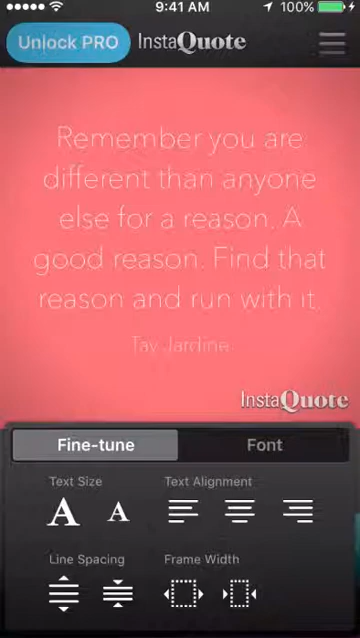 9:41 AM
100%
Unlock PRO
InstaQuote
Remember you are
different than anyone
else for a reason. A
good reason. Find that
reason and run with it.
Tay Jardine
InstaQuote
Fine-tune
Font
Text Size
Text Alignment
A A
Line Spacing
Frame Width